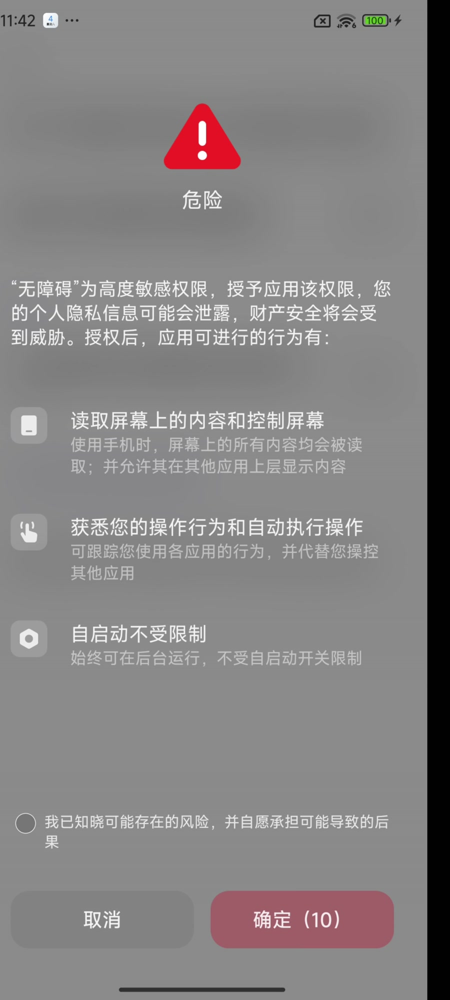 11:42
4
100
6
危险
“无障碍”为高度敏感权限，授予应用该权限，您
的个人隐私信息可能会泄露，财产安全将会受
到威胁。授权后，应用可进行的行为有：
读取屏幕上的内容和控制屏幕
使用手机时，屏幕上的所有内容均会被读
取；并允许其在其他应用上层显示内容
获悉您的操作行为和自动执行操作
可跟踪您使用各应用的行为，并代替您操控
其他应用
自启动不受限制
始终可在后台运行，不受自启动开关限制
我已知晓可能存在的风险，并自愿承担可能导致的后
果
取消
确定（10）